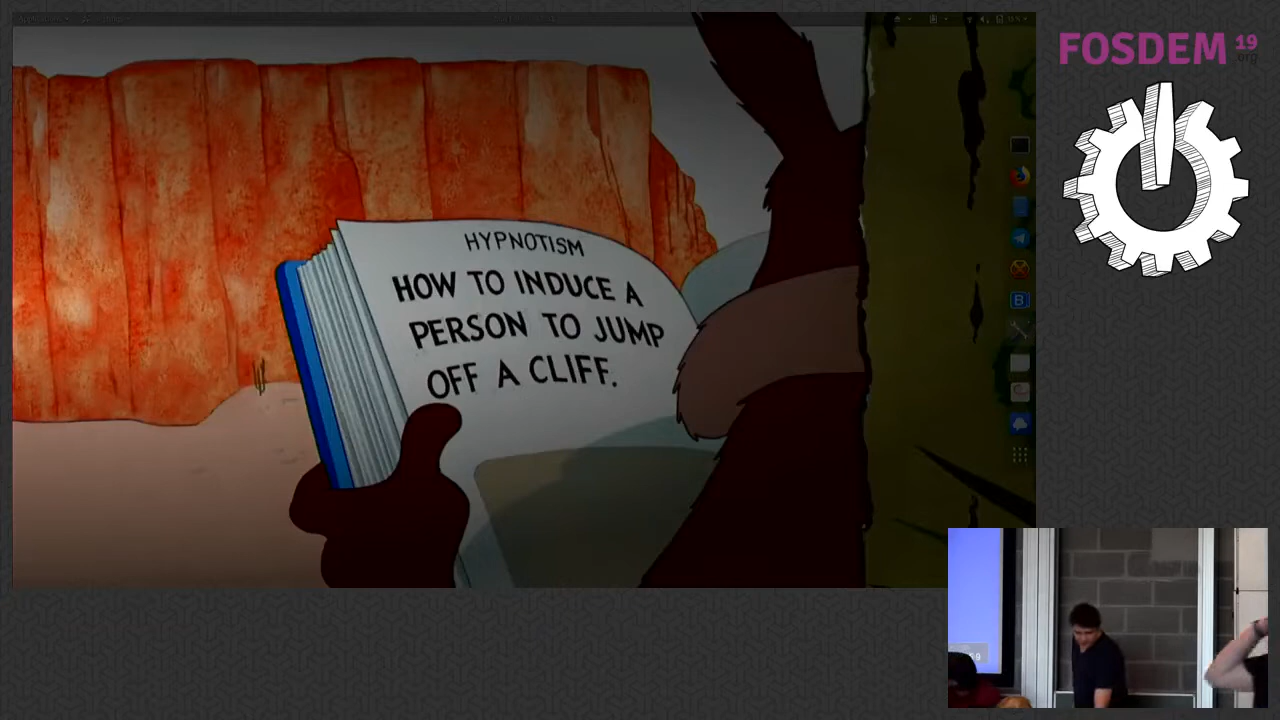 FOSDEM 19
.org
HYPNOTISM
HOW TO INDUCE A
PERSON TO JUMP
OFF A CLIFF.
B